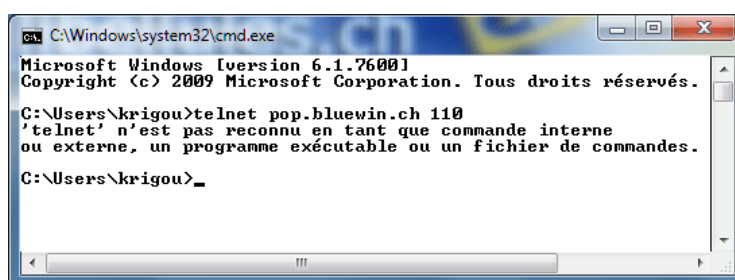 C:\Windows\system32\cmd.exe
Microsoft Windows [version 6.1.7600]
Copyright (c) 2009 Microsoft Corporation. Tous droits réservés.
C:\Users\krigou>telnet pop.bluewin.ch 110
'telnet' n'est pas reconnu en tant que commande interne
ou externe, un programme exécutable ou un fichier de commandes.
C:\Users\krigou>_